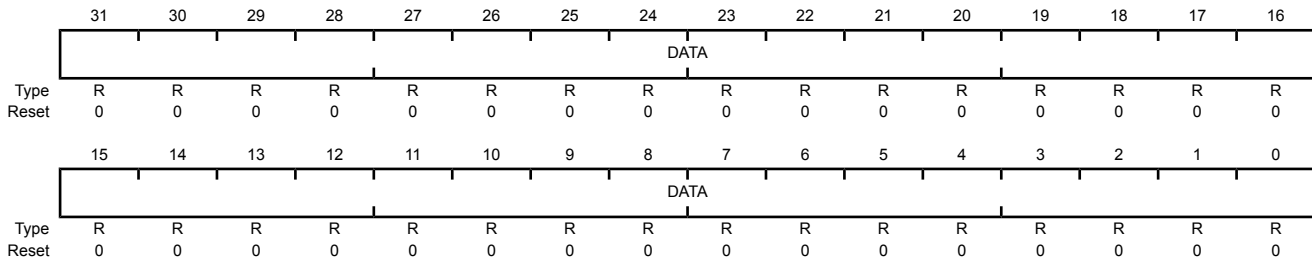 31 30 29 28 27 26 25 24 23 22 21 20 19 18 17 16
DATA
Type R R R R R R R R R R R R R R R R
Reset 0 0 0 0 0 0 0 0 0 0 0 0 0 0 0 0
15 14 13 12 11 10 9 8 7 6 5 4 3 2 1 0
DATA
Type R R R R R R R R R R R R R R R R
Reset 0 0 0 0 0 0 0 0 0 0 0 0 0 0 0 0